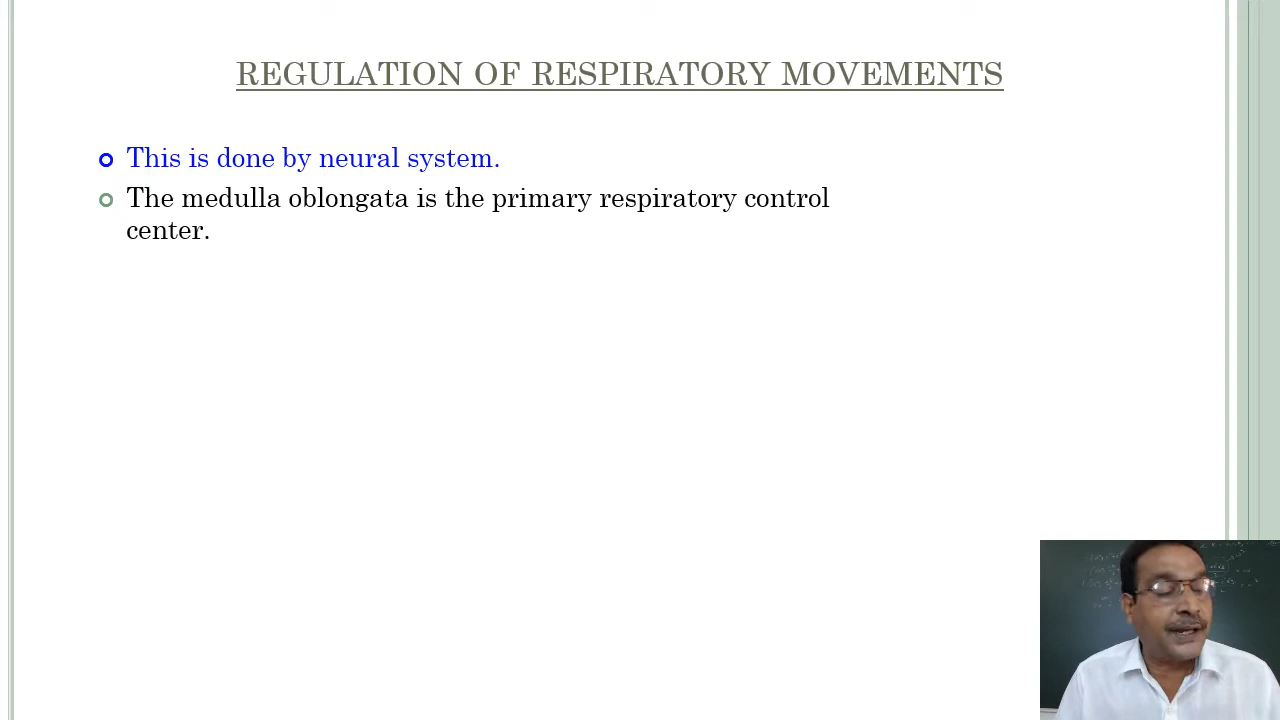 REGULATION OF RESPIRATORY MOVEMENTS
This is done by neural system.
The medulla oblongata is the primary respiratory control
center.